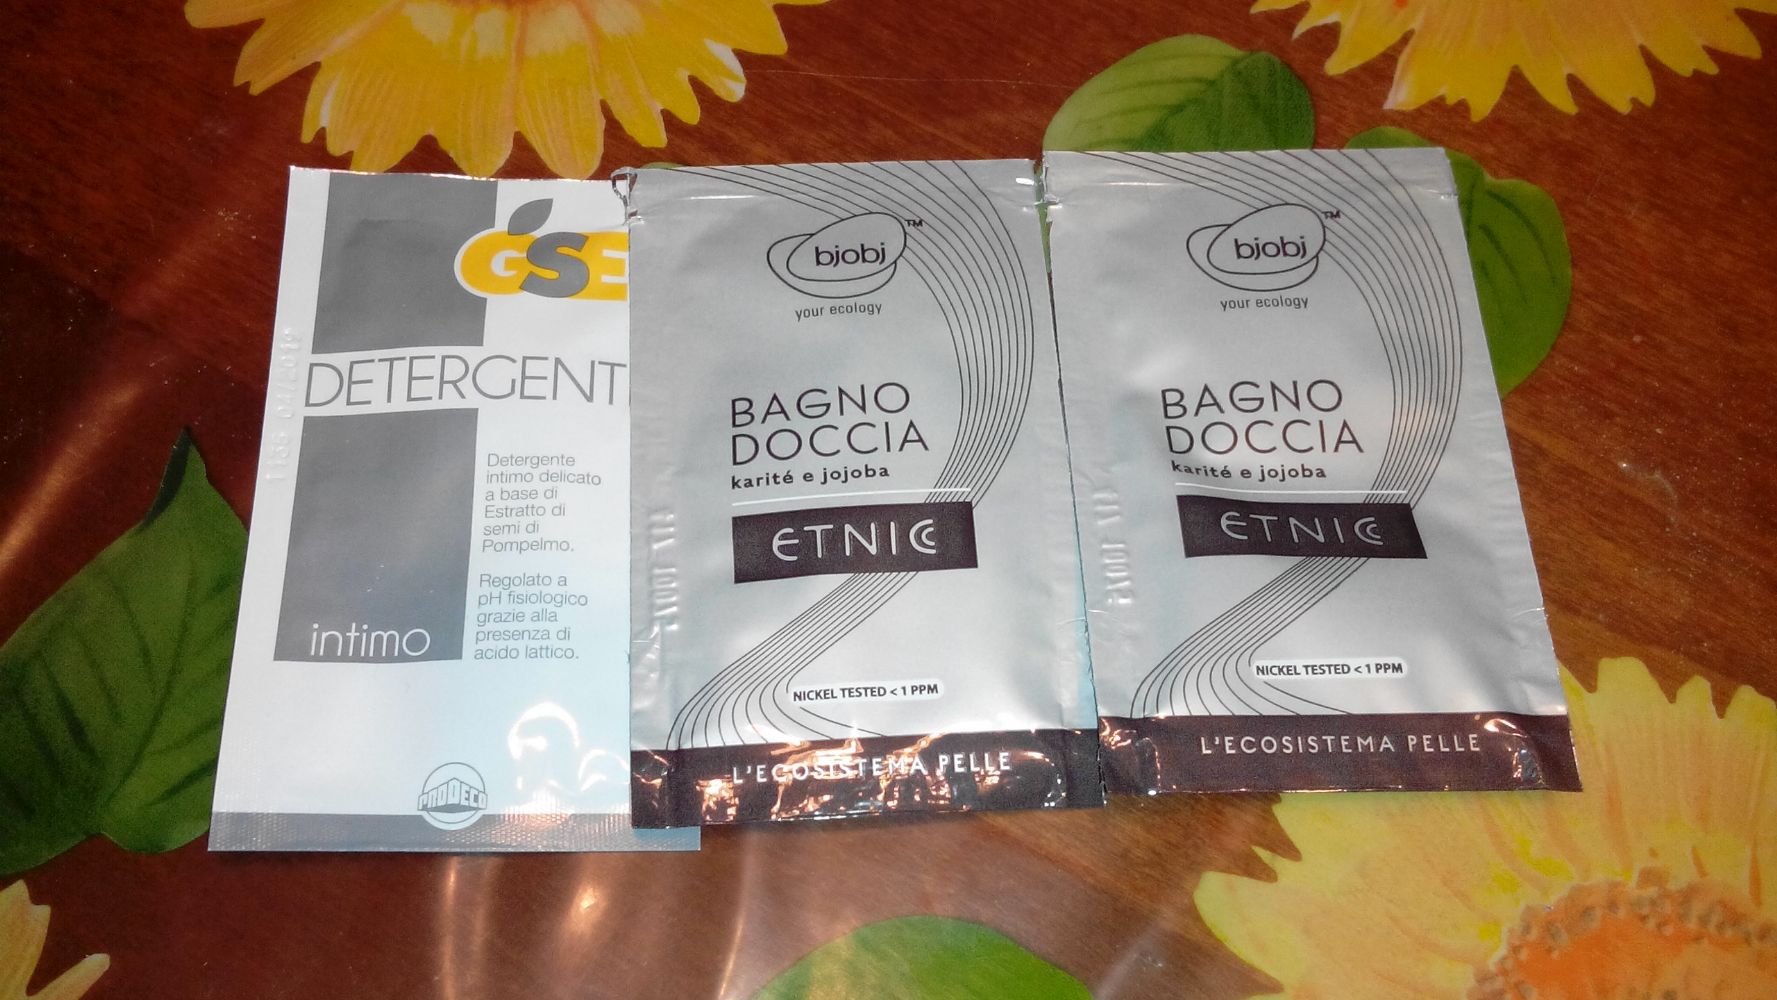 GSE
DETERGENT
Detergente
intimo delicato
a base di
Estratto di
semi di
Pompelmo.
Regolato a
pH fisiologico
grazie alla
presenza di
acido lattico.
intimo
PRODECO
bjobj TM
your ecology
BAGNO
DOCCIA
karité e jojoba
ETNIC
NICKEL TESTED < 1 PPM
L'ECOSISTEMA PELLE
bjobj TM
your ecology
BAGNO
DOCCIA
karité e jojoba
ETNIC
NICKEL TESTED < 1 PPM
L'ECOSISTEMA PELLE